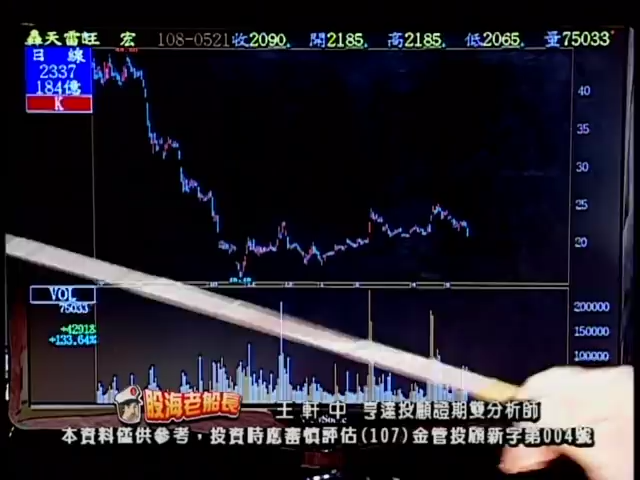 轟天雷旺 宏 108-0521收2090. 開2185. 高2185. 低2065. 量75033
日 線
2337
184億
K
40
35
30
25
20
VOL
75033
+42918
+133.64%
200000
150000
100000
股海老船長 王軒中 亨達投顧證期雙分析師
本資料僅供參考，投資時應審慎評估(107)金管投顧新字第004號